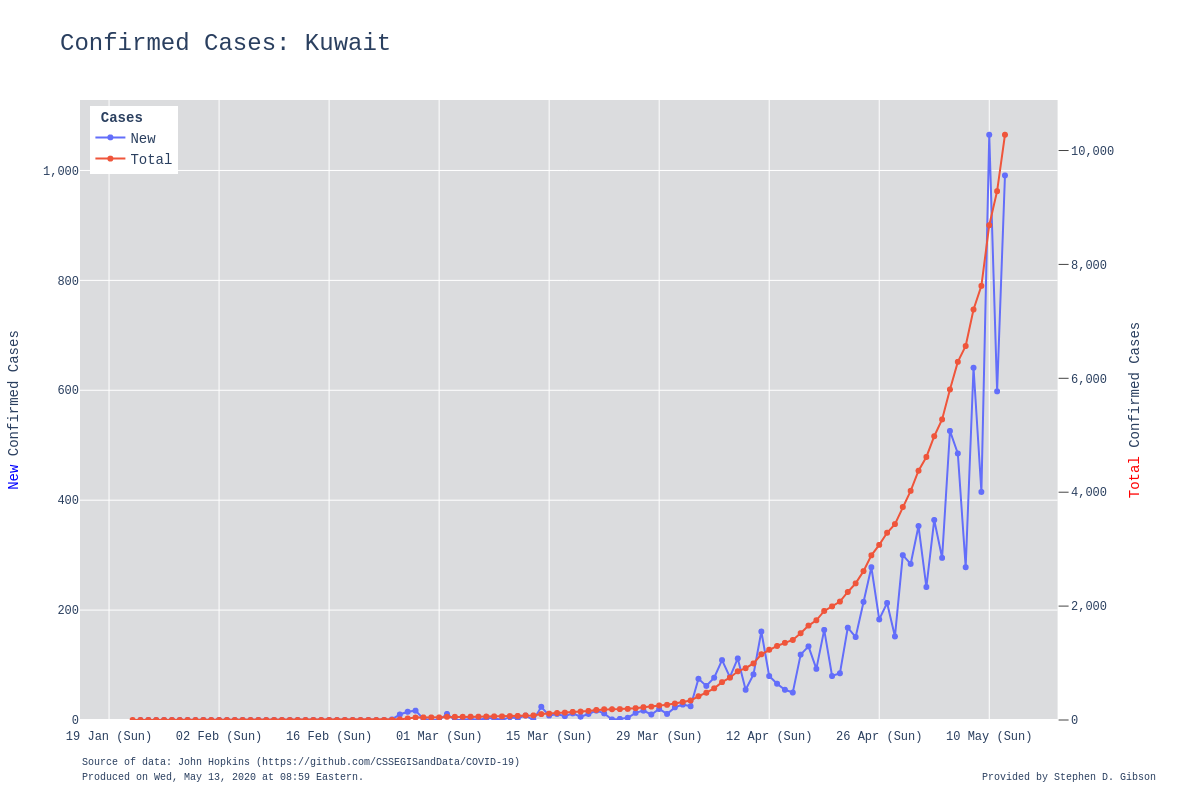 Confirmed Cases: Kuwait
Cases
New
Total
1,000
800
600
400
200
0
10,000
8,000
6,000
4,000
2,000
0
New Confirmed Cases
Total Confirmed Cases
19 Jan (Sun) 02 Feb (Sun) 16 Feb (Sun) 01 Mar (Sun) 15 Mar (Sun) 29 Mar (Sun) 12 Apr (Sun) 26 Apr (Sun) 10 May (Sun)
Source of data: John Hopkins (https://github.com/CSSEGISandData/COVID-19)
Produced on Wed, May 13, 2020 at 08:59 Eastern.
Provided by Stephen D. Gibson